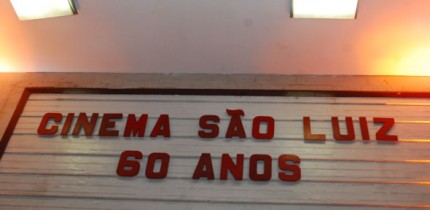 CINEMA SÃO LUIZ
60 ANOS